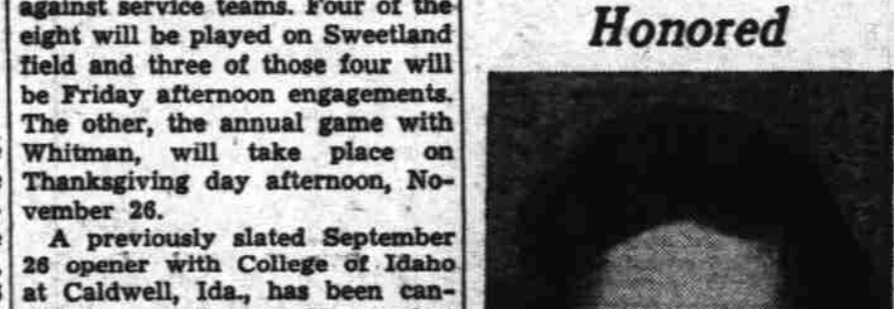 against service teams. Four of the
eight will be played on Sweetland
field and three of those four will
be Friday afternoon engagements.
The other, the annual game with
Whitman, will take place on
Thanksgiving day afternoon, No-
vember 26.
A previously slated September
26 opener with College of Idaho
at Caldwell, Ida., has been can-
Honored